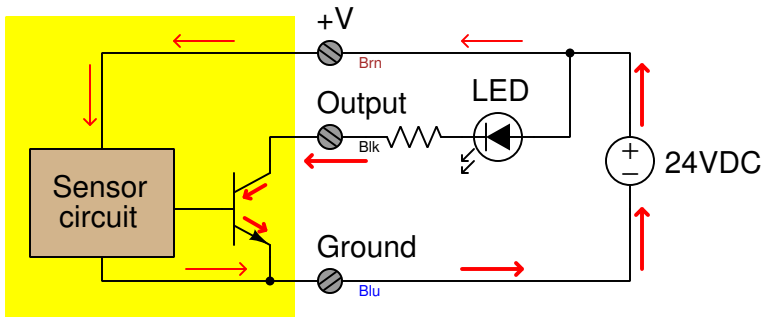 +V
Brn
Output
LED
Blk
+
−
24VDC
Sensor
circuit
Ground
Blu